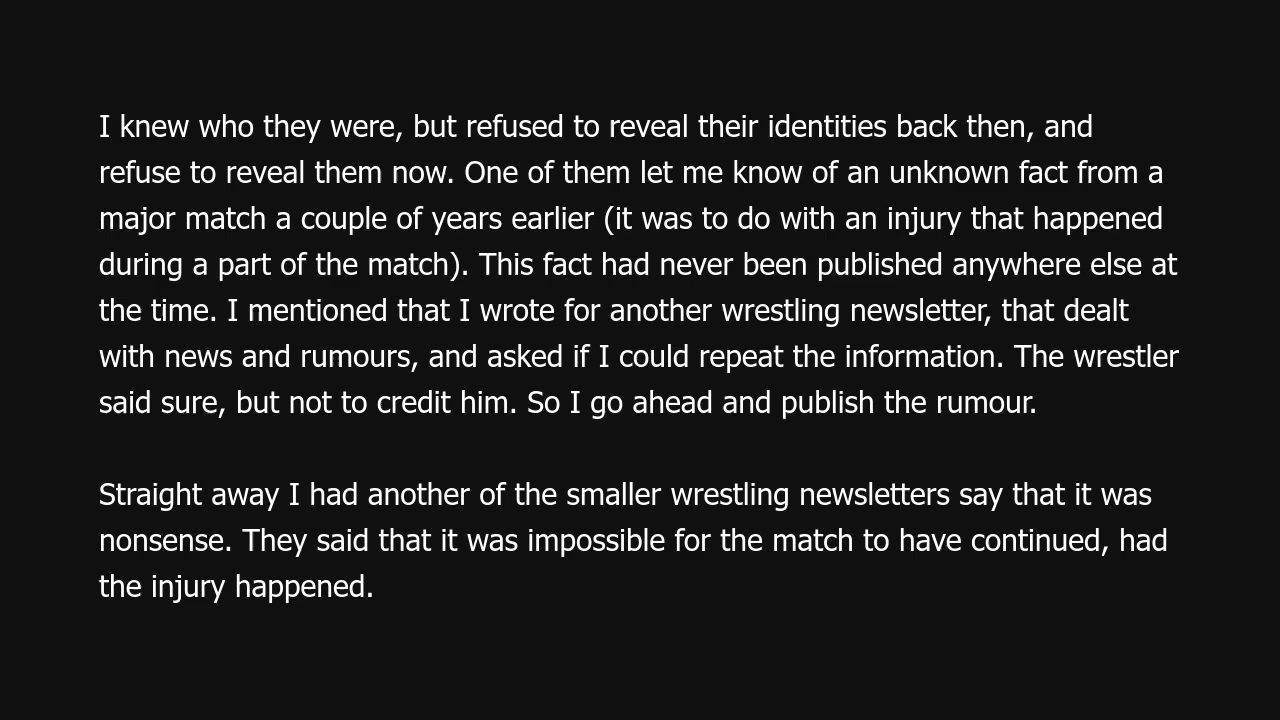 I knew who they were, but refused to reveal their identities back then, and
refuse to reveal them now. One of them let me know of an unknown fact from a
major match a couple of years earlier (it was to do with an injury that happened
during a part of the match). This fact had never been published anywhere else at
the time. I mentioned that I wrote for another wrestling newsletter, that dealt
with news and rumours, and asked if I could repeat the information. The wrestler
said sure, but not to credit him. So I go ahead and publish the rumour.
Straight away I had another of the smaller wrestling newsletters say that it was
nonsense. They said that it was impossible for the match to have continued, had
the injury happened.